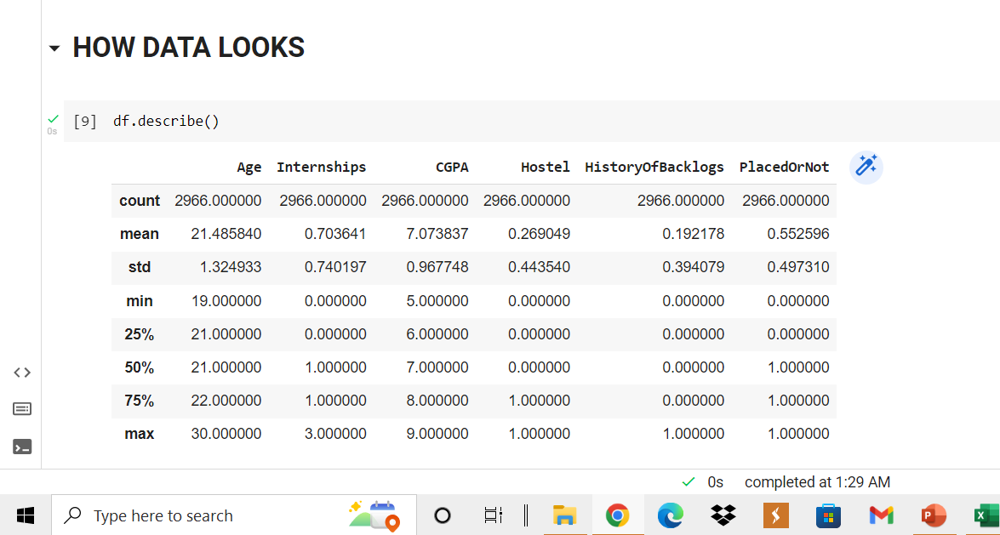 HOW DATA LOOKS
0s
[9] df.describe()
Age Internships CGPA Hostel HistoryOfBacklogs PlacedOrNot
count 2966.000000 2966.000000 2966.000000 2966.000000 2966.000000 2966.000000
mean 21.485840 0.703641 7.073837 0.269049 0.192178 0.552596
std 1.324933 0.740197 0.967748 0.443540 0.394079 0.497310
min 19.000000 0.000000 5.000000 0.000000 0.000000 0.000000
25% 21.000000 0.000000 6.000000 0.000000 0.000000 0.000000
50% 21.000000 1.000000 7.000000 0.000000 0.000000 1.000000
75% 22.000000 1.000000 8.000000 1.000000 0.000000 1.000000
max 30.000000 3.000000 9.000000 1.000000 1.000000 1.000000
0s completed at 1:29 AM
Type here to search